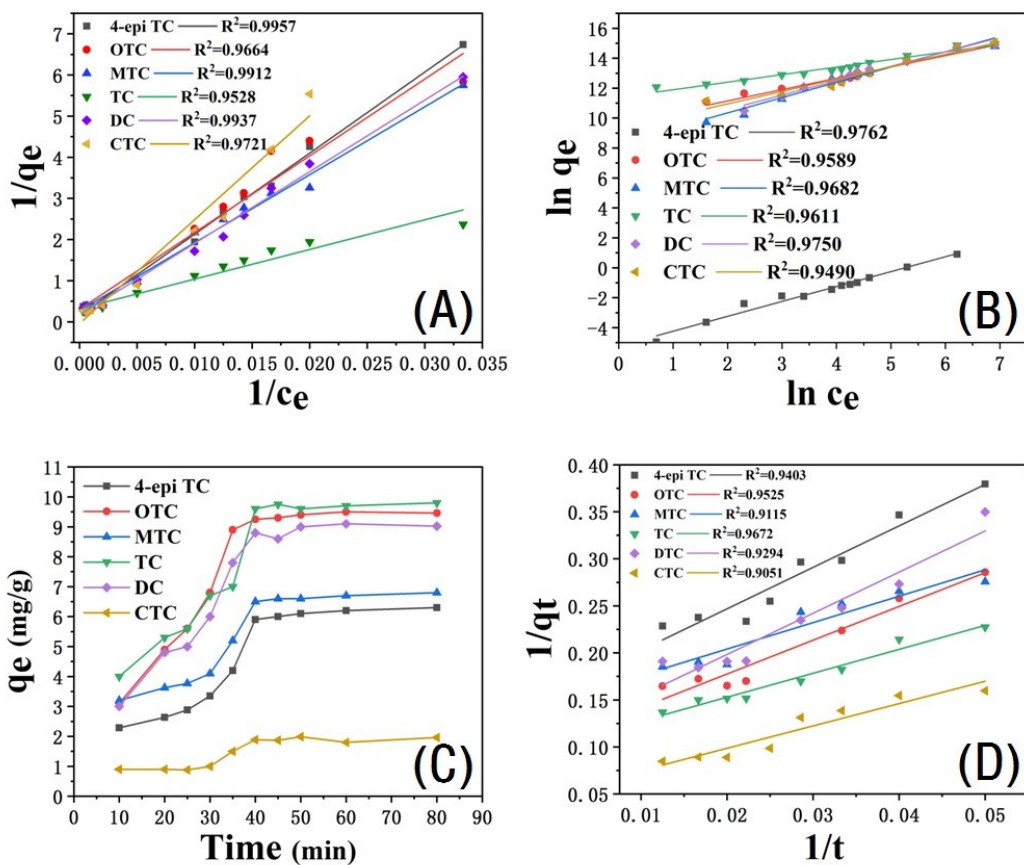 4-epi TC R²=0.9957
OTC R²=0.9664
MTC R²=0.9912
TC R²=0.9528
DC R²=0.9937
CTC R²=0.9721
7
6
5
4
3
2
1
0
1/qe
(A)
0.000 0.005 0.010 0.015 0.020 0.025 0.030 0.035
1/ce
16
14
12
10
8
6
4
2
0
-2
-4
ln qe
4-epi TC R²=0.9762
OTC R²=0.9589
MTC R²=0.9682
TC R²=0.9611
DC R²=0.9750
CTC R²=0.9490
(B)
0 1 2 3 4 5 6 7
ln ce
11
10
9
8
7
6
5
4
3
2
1
0
qe (mg/g)
4-epi TC
OTC
MTC
TC
DC
CTC
(C)
0 10 20 30 40 50 60 70 80 90
Time (min)
0.40
0.35
0.30
0.25
0.20
0.15
0.10
0.05
1/qt
4-epi TC R²=0.9403
OTC R²=0.9525
MTC R²=0.9115
TC R²=0.9672
DTC R²=0.9294
CTC R²=0.9051
(D)
0.01 0.02 0.03 0.04 0.05
1/t